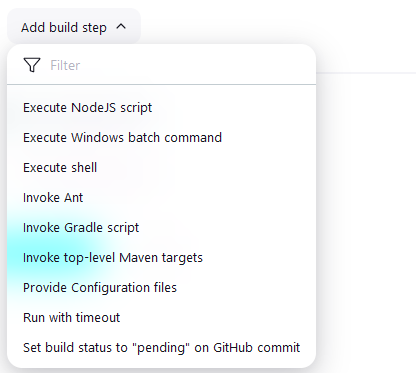 Add build step
Filter
Execute NodeJS script
Execute Windows batch command
Execute shell
Invoke Ant
Invoke Gradle script
Invoke top-level Maven targets
Provide Configuration files
Run with timeout
Set build status to "pending" on GitHub commit